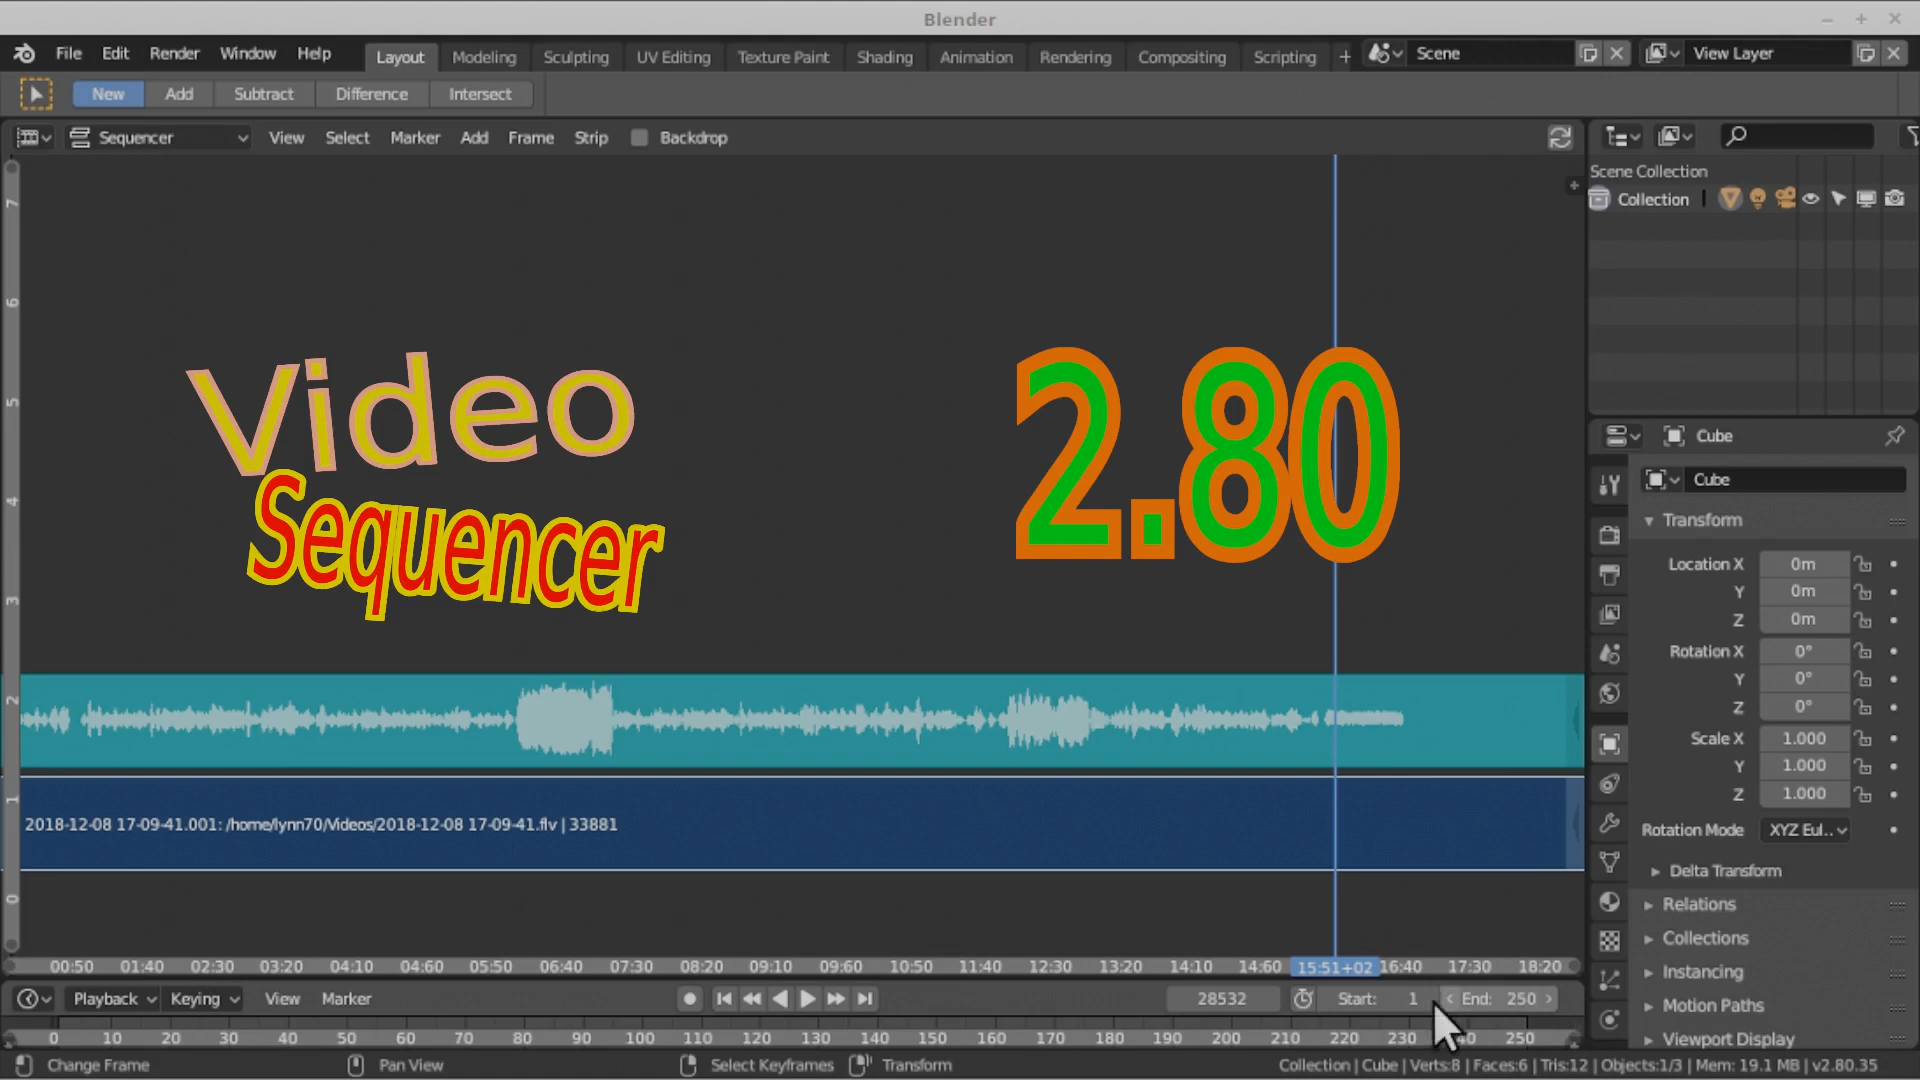 Blender
File Edit Render Window Help Layout Modeling Sculpting UV Editing Texture Paint Shading Animation Rendering Compositing Scripting + Scene View Layer
New Add Subtract Difference Intersect
Sequencer View Select Marker Add Frame Strip Backdrop
Scene Collection
Collection
7
6
5
4
3
2
1
0
Video
Sequencer
2.80
2018-12-08 17-09-41.001: /home/lynn70/Videos/2018-12-08 17-09-41.flv | 33881
00:50 01:40 02:30 03:20 04:10 04:60 05:50 06:40 07:30 08:20 09:10 09:60 10:50 11:40 12:30 13:20 14:10 14:60 15:51+02 16:40 17:30 18:20
Playback Keying View Marker 28532 Start: 1 End: 250
0 10 20 30 40 50 60 70 80 90 100 110 120 130 140 150 160 170 180 190 200 210 220 230 40 250
Cube
Cube
Transform
Location X 0m
Y 0m
Z 0m
Rotation X 0°
Y 0°
Z 0°
Scale X 1.000
Y 1.000
Z 1.000
Rotation Mode XYZ Eul..
Delta Transform
Relations
Collections
Instancing
Motion Paths
Viewport Display
Change Frame Pan View Select Keyframes Transform Collection | Cube | Verts:8 | Faces:6 | Tris:12 | Objects:1/3 | Mem: 19.1 MB | v2.80.35